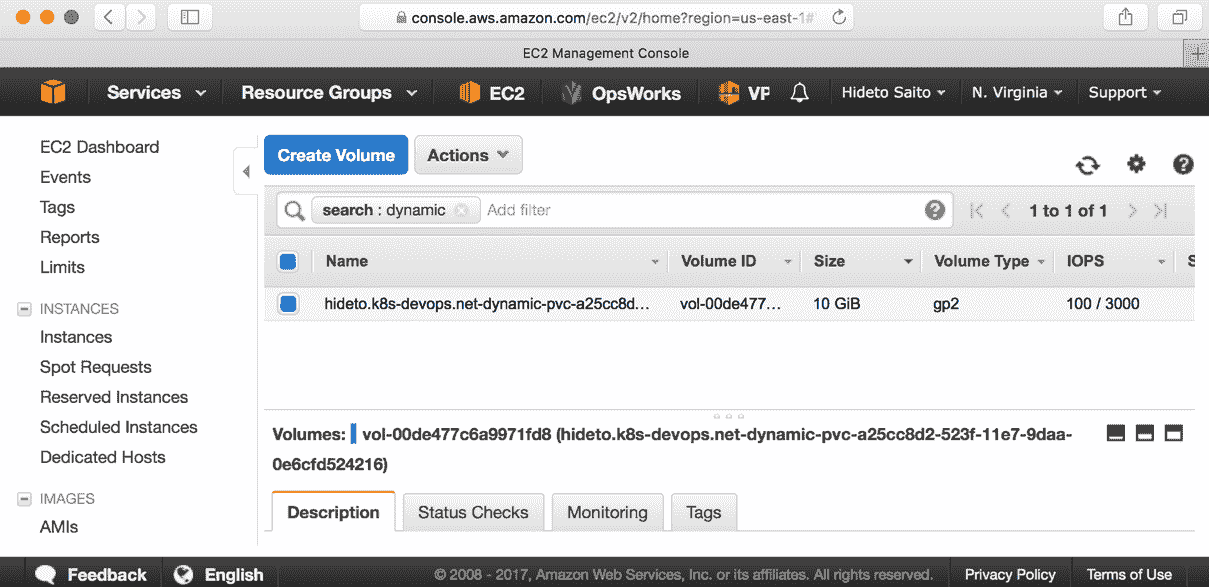 console.aws.amazon.com/ec2/v2/home?region=us-east-1#
EC2 Management Console
Services Resource Groups EC2 OpsWorks VP Hideto Saito N. Virginia Support
EC2 Dashboard
Events
Tags
Reports
Limits
INSTANCES
Instances
Spot Requests
Reserved Instances
Scheduled Instances
Dedicated Hosts
IMAGES
AMIs
Create Volume Actions
search : dynamic Add filter 1 to 1 of 1
Name Volume ID Size Volume Type IOPS S
hideto.k8s-devops.net-dynamic-pvc-a25cc8d... vol-00de477... 10 GiB gp2 100 / 3000
Volumes: vol-00de477c6a9971fd8 (hideto.k8s-devops.net-dynamic-pvc-a25cc8d2-523f-11e7-9daa-
0e6cfd524216)
Description Status Checks Monitoring Tags
Feedback English © 2008 - 2017, Amazon Web Services, Inc. or its affiliates. All rights reserved. Privacy Policy Terms of Use